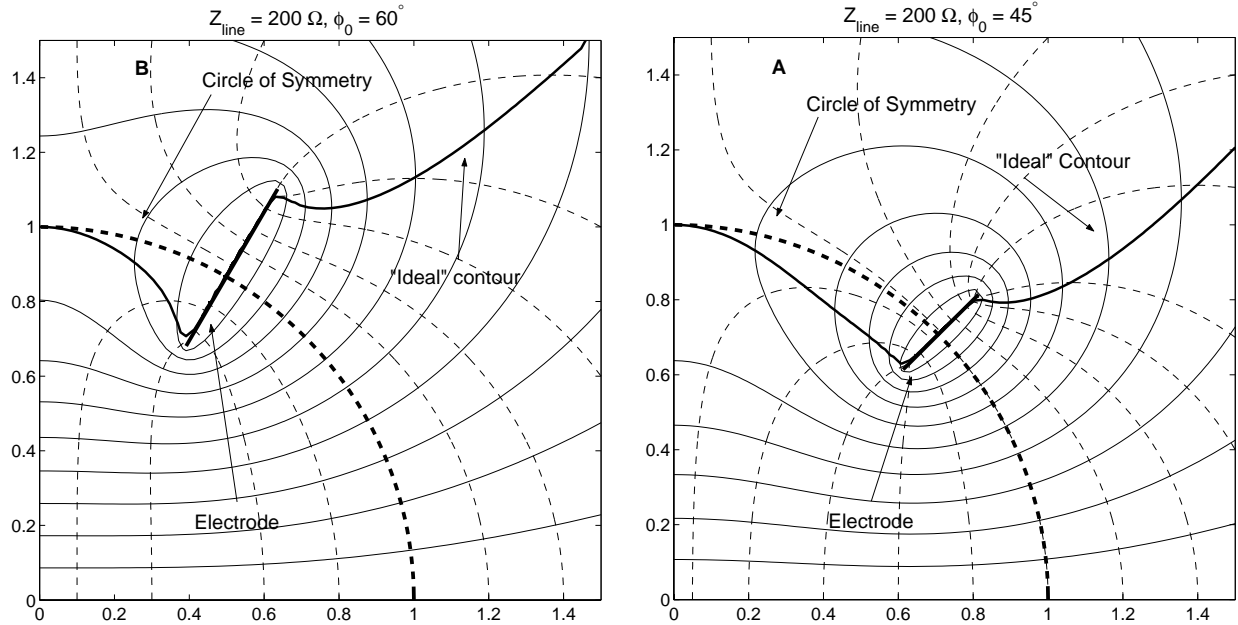 Z_line = 200 Ω, ϕ_0 = 60°
B
Circle of Symmetry
"Ideal" contour
Electrode
1.4
1.2
1
0.8
0.6
0.4
0.2
0
0 0.2 0.4 0.6 0.8 1 1.2 1.4
Z_line = 200 Ω, ϕ_0 = 45°
A
Circle of Symmetry
"Ideal" Contour
Electrode
1.4
1.2
1
0.8
0.6
0.4
0.2
0
0 0.2 0.4 0.6 0.8 1 1.2 1.4